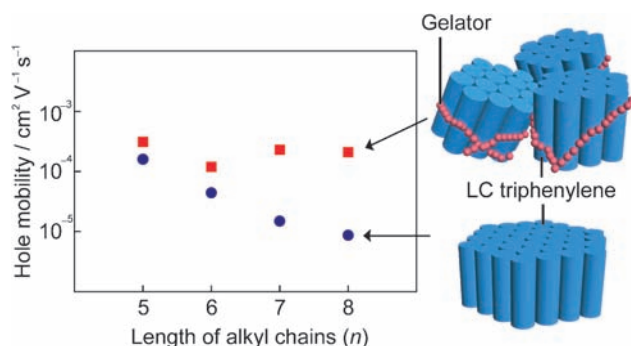 Gelator
Hole mobility / cm² V⁻¹ s⁻¹
10⁻³
10⁻⁴
10⁻⁵
5
6
7
8
Length of alkyl chains (n)
LC triphenylene